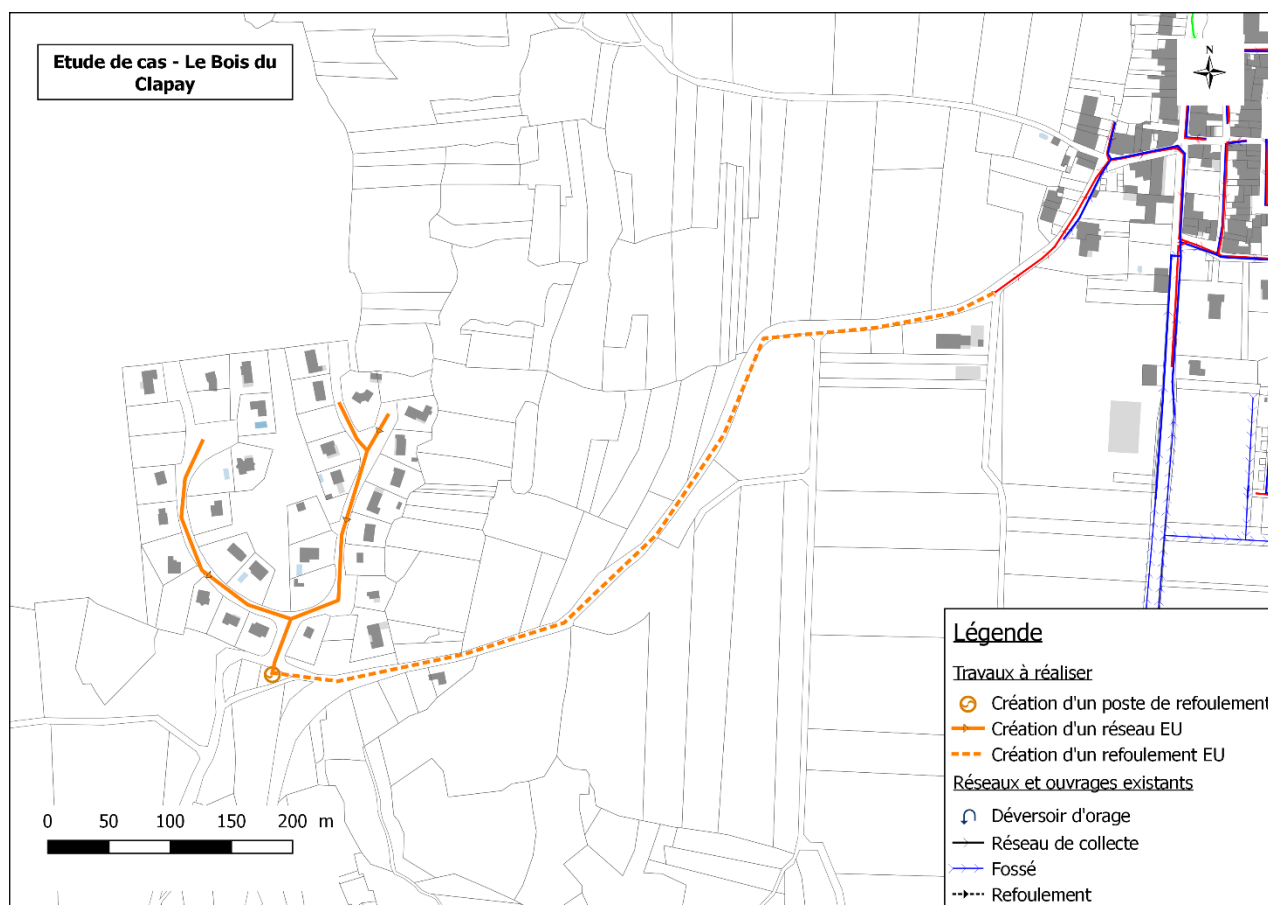 Etude de cas - Le Bois du
Clapay
N
0 50 100 150 200 m
Légende
Travaux à réaliser
Création d'un poste de refoulement
Création d'un réseau EU
Création d'un refoulement EU
Réseaux et ouvrages existants
Déversoir d'orage
Réseau de collecte
Fossé
Refoulement